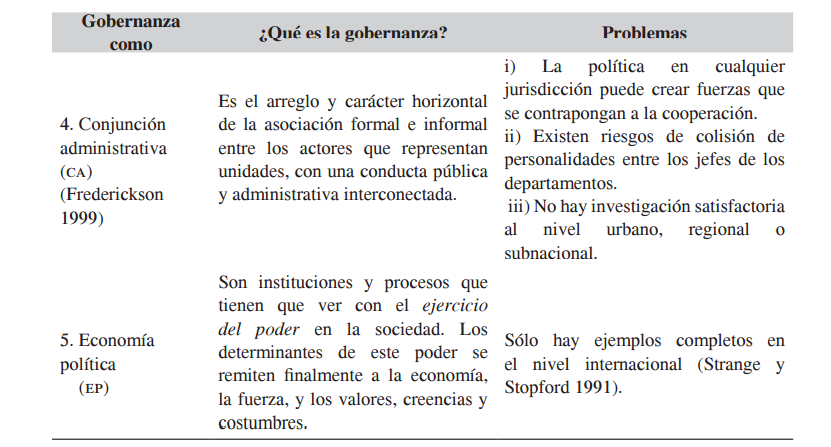 Gobernanza
como
¿Qué es la gobernanza?
Problemas
4. Conjunción
administrativa
(CA)
(Frederickson
1999)
Es el arreglo y carácter horizontal
de la asociación formal e informal
entre los actores que representan
unidades, con una conducta pública
y administrativa interconectada.
i) La política en cualquier
jurisdicción puede crear fuerzas que
se contrapongan a la cooperación.
ii) Existen riesgos de colisión de
personalidades entre los jefes de los
departamentos.
iii) No hay investigación satisfactoria
al nivel urbano, regional o
subnacional.
5. Economía
política
(EP)
Son instituciones y procesos que
tienen que ver con el ejercicio
del poder en la sociedad. Los
determinantes de este poder se
remiten finalmente a la economía,
la fuerza, y los valores, creencias y
costumbres.
Sólo hay ejemplos completos en
el nivel internacional (Strange y
Stopford 1991).